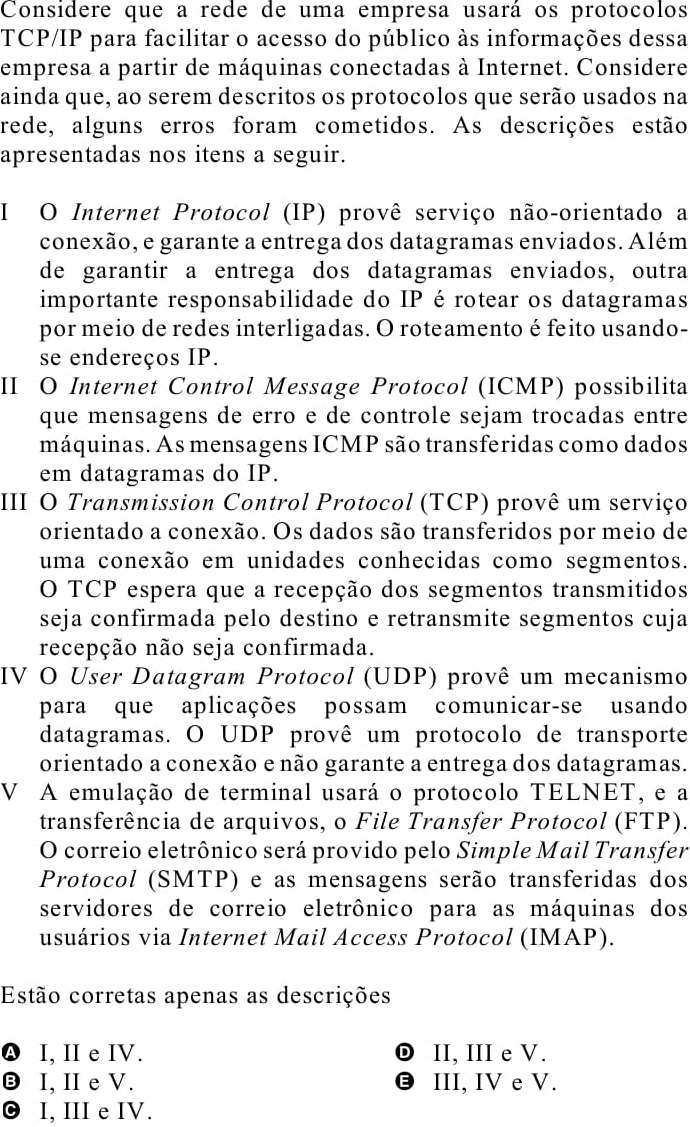 Considere que a rede de uma empresa usará os protocolos
TCP/IP para facilitar o acesso do público às informações dessa
empresa a partir de máquinas conectadas à Internet. Considere
ainda que, ao serem descritos os protocolos que serão usados na
rede, alguns erros foram cometidos. As descrições estão
apresentadas nos itens a seguir.
I O Internet Protocol (IP) provê serviço não-orientado a
conexão, e garante a entrega dos datagramas enviados. Além
de garantir a entrega dos datagramas enviados, outra
importante responsabilidade do IP é rotear os datagramas
por meio de redes interligadas. O roteamento é feito usando-
se endereços IP.
II O Internet Control Message Protocol (ICMP) possibilita
que mensagens de erro e de controle sejam trocadas entre
máquinas. As mensagens ICMP são transferidas como dados
em datagramas do IP.
III O Transmission Control Protocol (TCP) provê um serviço
orientado a conexão. Os dados são transferidos por meio de
uma conexão em unidades conhecidas como segmentos.
O TCP espera que a recepção dos segmentos transmitidos
seja confirmada pelo destino e retransmite segmentos cuja
recepção não seja confirmada.
IV O User Datagram Protocol (UDP) provê um mecanismo
para que aplicações possam comunicar-se usando
datagramas. O UDP provê um protocolo de transporte
orientado a conexão e não garante a entrega dos datagramas.
V A emulação de terminal usará o protocolo TELNET, e a
transferência de arquivos, o File Transfer Protocol (FTP).
O correio eletrônico será provido pelo Simple Mail Transfer
Protocol (SMTP) e as mensagens serão transferidas dos
servidores de correio eletrônico para as máquinas dos
usuários via Internet Mail Access Protocol (IMAP).
Estão corretas apenas as descrições
A I, II e IV.
B I, II e V.
C I, III e IV.
D II, III e V.
E III, IV e V.